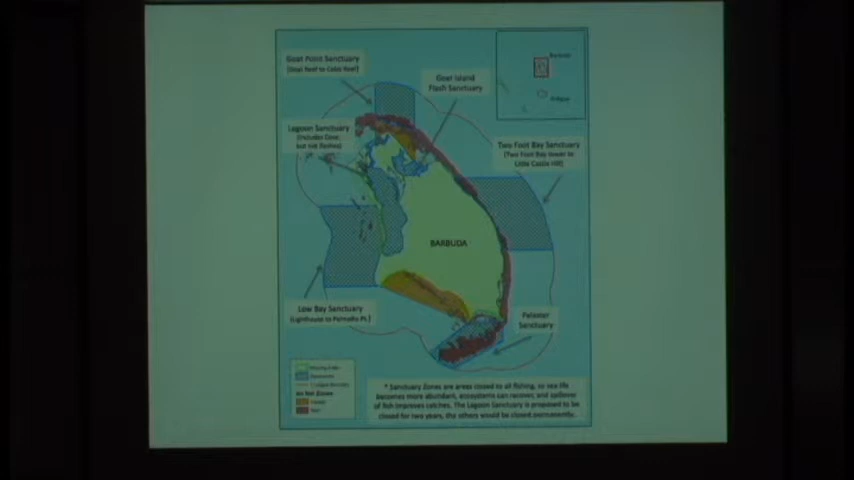 Goat Point Sanctuary
(Goat Reef to Cobb Reef)
Goat Island
Flash Sanctuary
Lagoon Sanctuary
(Includes Cove,
but not flashes)
Two Foot Bay Sanctuary
(Two Foot Bay tower to
Little Castle Hill)
BARBUDA
Low Bay Sanctuary
(Lighthouse to Palmetto Pt.)
Palaster
Sanctuary
* Sanctuary Zones are areas closed to all fishing, so sea life
becomes more abundant, ecosystems can recover, and spillover
of fish improves catches. The Lagoon Sanctuary is proposed to be
closed for two years, the others would be closed permanently.